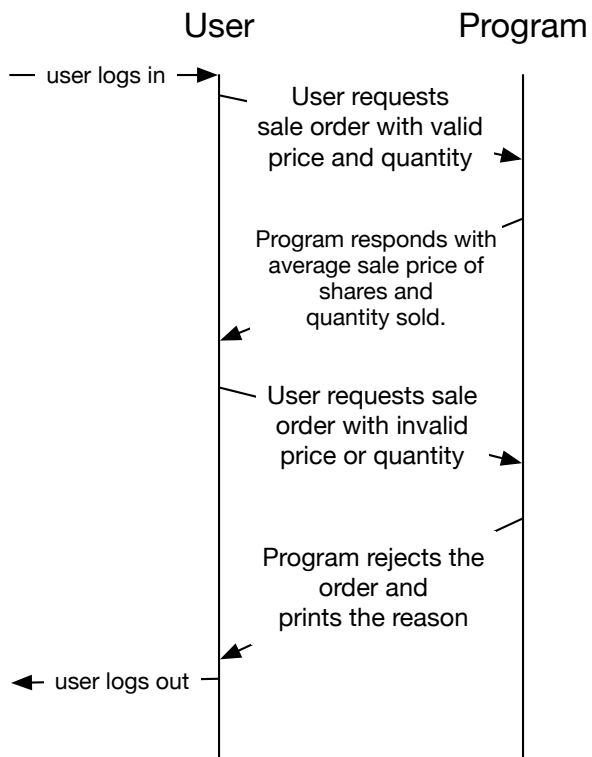 User
Program
user logs in
User requests
sale order with valid
price and quantity
Program responds with
average sale price of
shares and
quantity sold.
User requests sale
order with invalid
price or quantity
Program rejects the
order and
prints the reason
user logs out